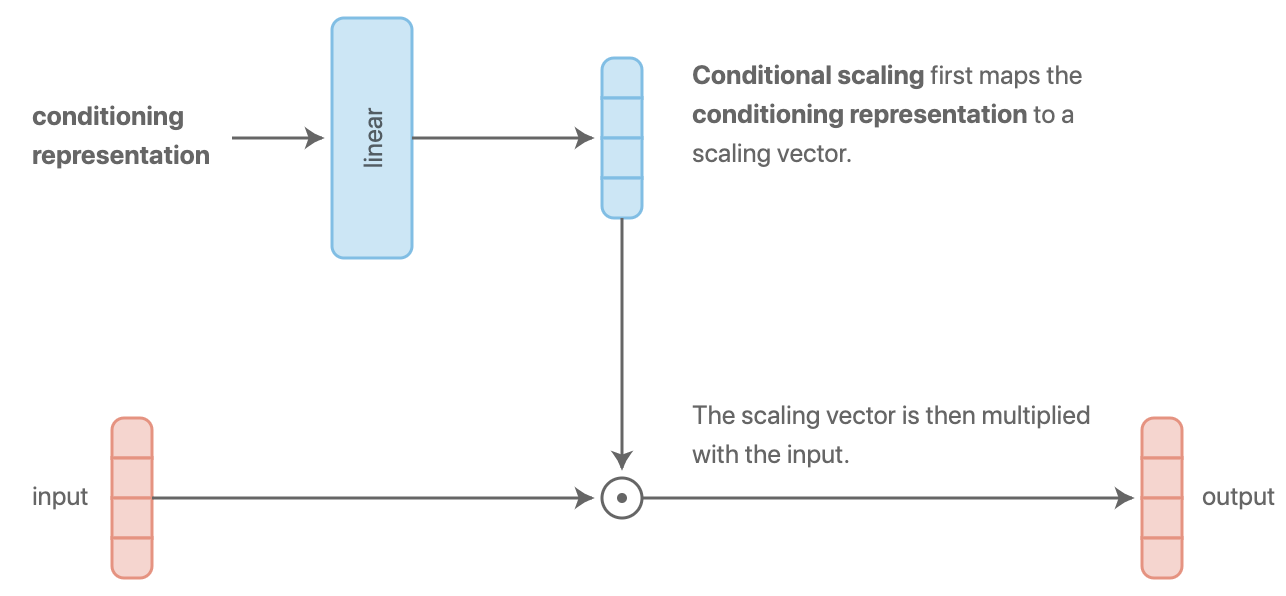 conditioning
representation
linear
Conditional scaling first maps the
conditioning representation to a
scaling vector.
The scaling vector is then multiplied
with the input.
input
output